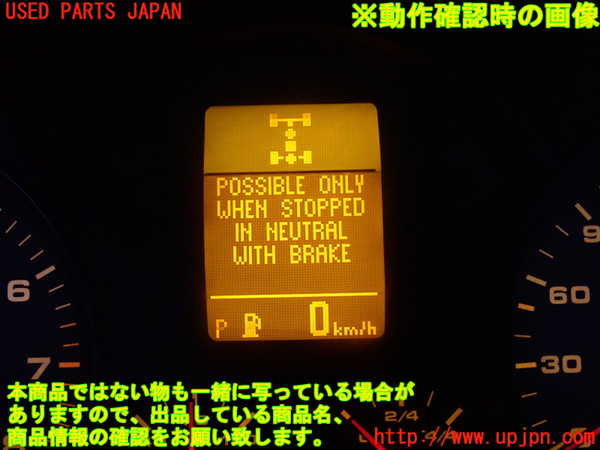 USED PARTS JAPAN
※動作確認時の画像
POSSIBLE ONLY
WHEN STOPPED
IN NEUTRAL
WITH BRAKE
P 0km/h
6
7
9
60
30
2/4
4/4
本商品ではない物も一緒に写っている場合が
ありますので、出品している商品名、
商品情報の確認をお願い致します。
http://www.upjpn.com/